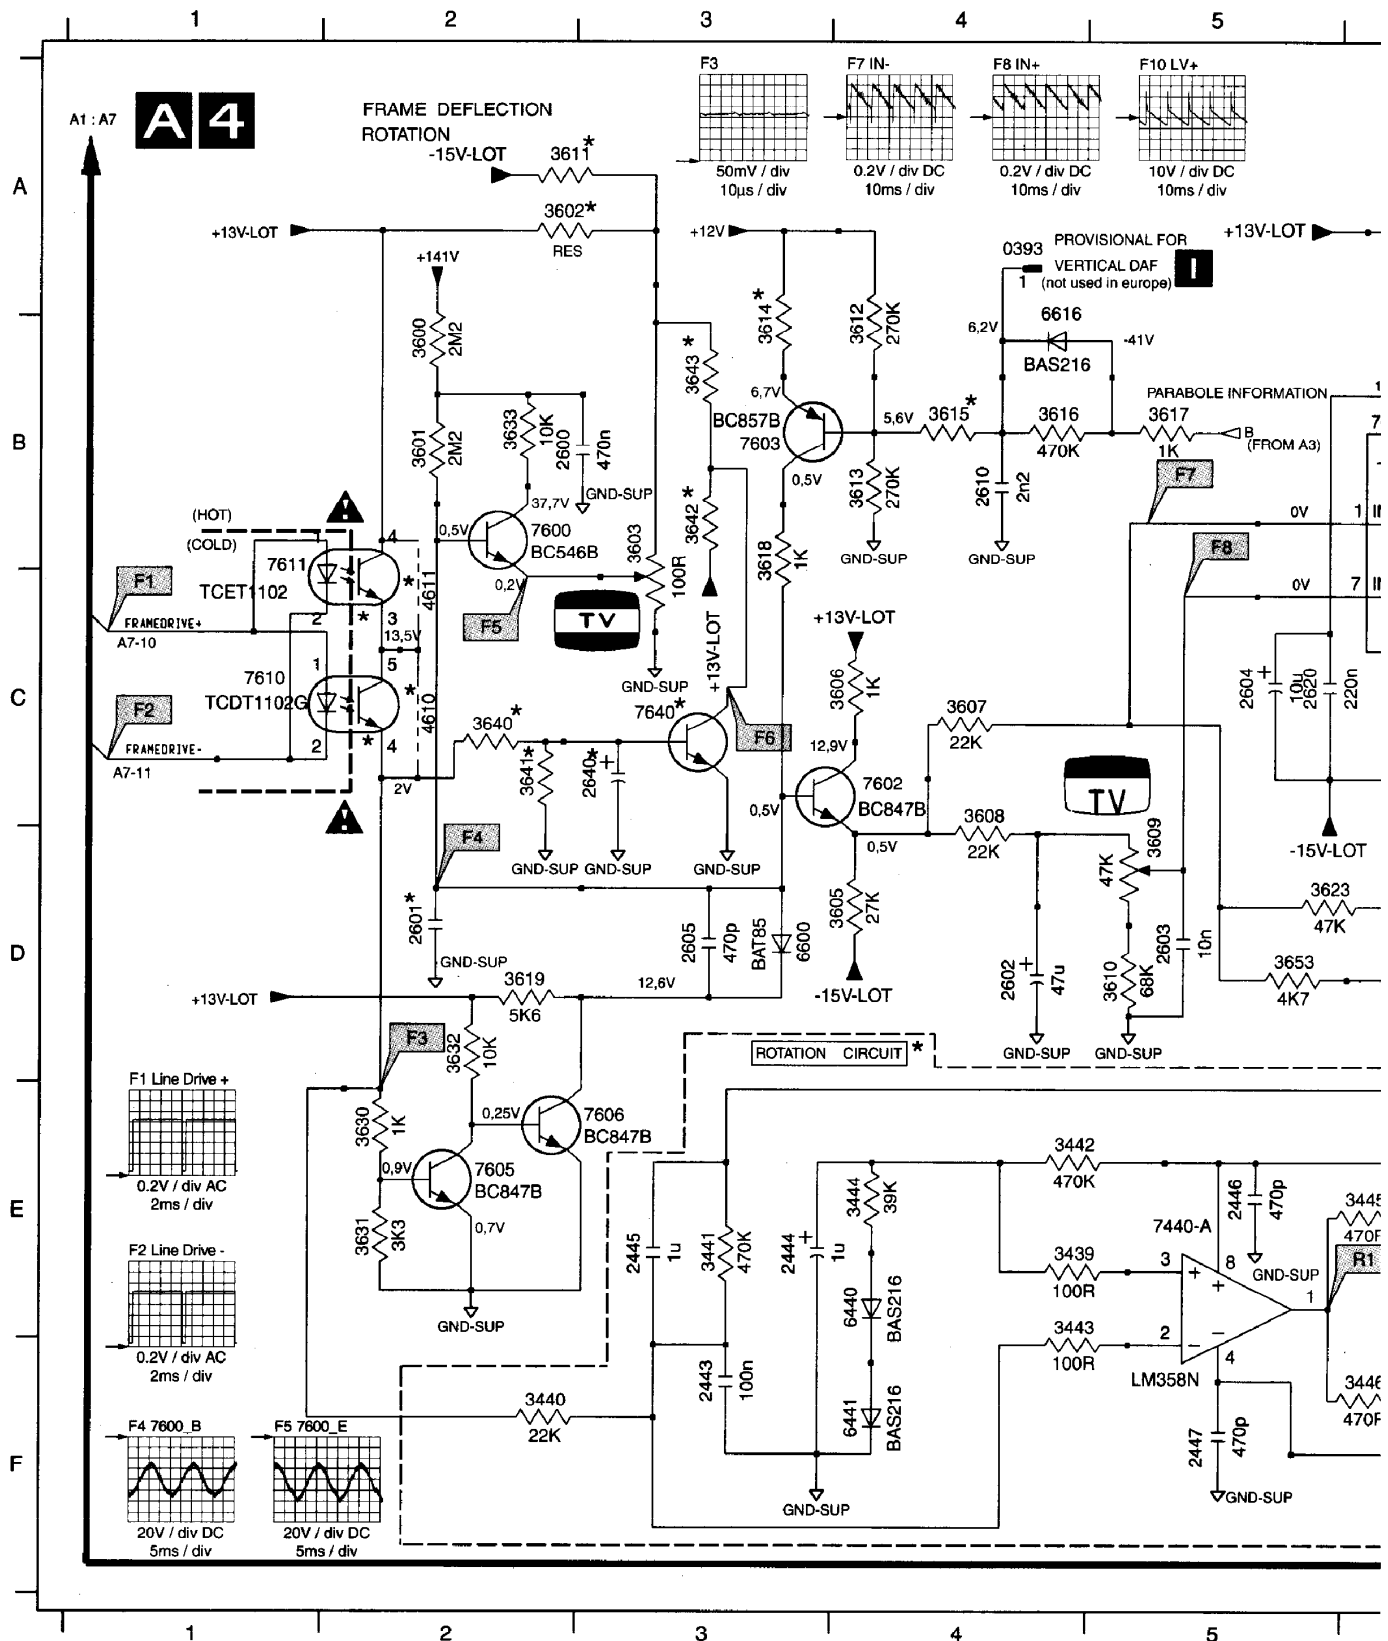 1 2 3 4 5
A1 : A7
A 4
FRAME DEFLECTION
ROTATION
F3
50mV / div
10µs / div
F7 IN-
0.2V / div DC
10ms / div
F8 IN+
0.2V / div DC
10ms / div
F10 LV+
10V / div DC
10ms / div
A
-15V-LOT
3611*
+13V-LOT
3602*
RES
+12V
0393
1
PROVISIONAL FOR
VERTICAL DAF
(not used in europe)
I
+13V-LOT
+141V
3600
2M2
3614*
3612
270K
6,2V
6616
BAS216
-41V
B
3643*
6,7V
BC857B
7603
5,6V
3615*
3616
470K
PARABOLE INFORMATION
3617
1K
B
(FROM A3)
1
7
3601
2M2
3633
10K
2600
470n
GND-SUP
37,7V
3642*
0,5V
3613
270K
2610
2n2
F7
(HOT)
(COLD)
0,5V
7600
BC546B
3603
100R
3618
1K
GND-SUP
GND-SUP
0V
1
IN
F8
0V
7
IN
1
7611
TCET1102
4
*
4611
2
*
3
0,2V
F5
TV
F1
FRAMEDRIVE+
A7-10
13,5V
+13V-LOT
GND-SUP
+13V-LOT
C
1
7610
TCDT1102G
5
*
4610
2
*
4
F2
FRAMEDRIVE-
A7-11
3640*
7640*
F6
3606
1K
3607
22K
2604
+
10u
2620
220n
2V
3641*
2640*
+
12,9V
7602
BC847B
0,5V
TV
F4
GND-SUP
GND-SUP
GND-SUP
0,5V
3608
22K
3609
47K
-15V-LOT
D
2601*
GND-SUP
2605
470p
BAT85
6600
3605
27K
2602
+
47u
3610
68K
2603
10n
3623
47K
3653
4K7
+13V-LOT
3619
5K6
12,6V
-15V-LOT
F3
3632
10K
ROTATION CIRCUIT *
GND-SUP
GND-SUP
F1 Line Drive +
0.2V / div AC
2ms / div
3630
1K
0,25V
7606
BC847B
E
0,9V
7605
BC847B
3631
3K3
0,7V
2445
1u
3441
470K
2444
+
1u
3444
39K
3442
470K
2446
470p
7440-A
3445
470R
F2 Line Drive -
0.2V / div AC
2ms / div
GND-SUP
6440
BAS216
3439
100R
3
+
8
+
GND-SUP
1
R1
3443
100R
2
-
-
4
LM358N
F
2443
100n
6441
BAS216
3440
22K
3446
470R
2447
470p
F4 7600_B
20V / div DC
5ms / div
F5 7600_E
20V / div DC
5ms / div
GND-SUP
GND-SUP
1 2 3 4 5